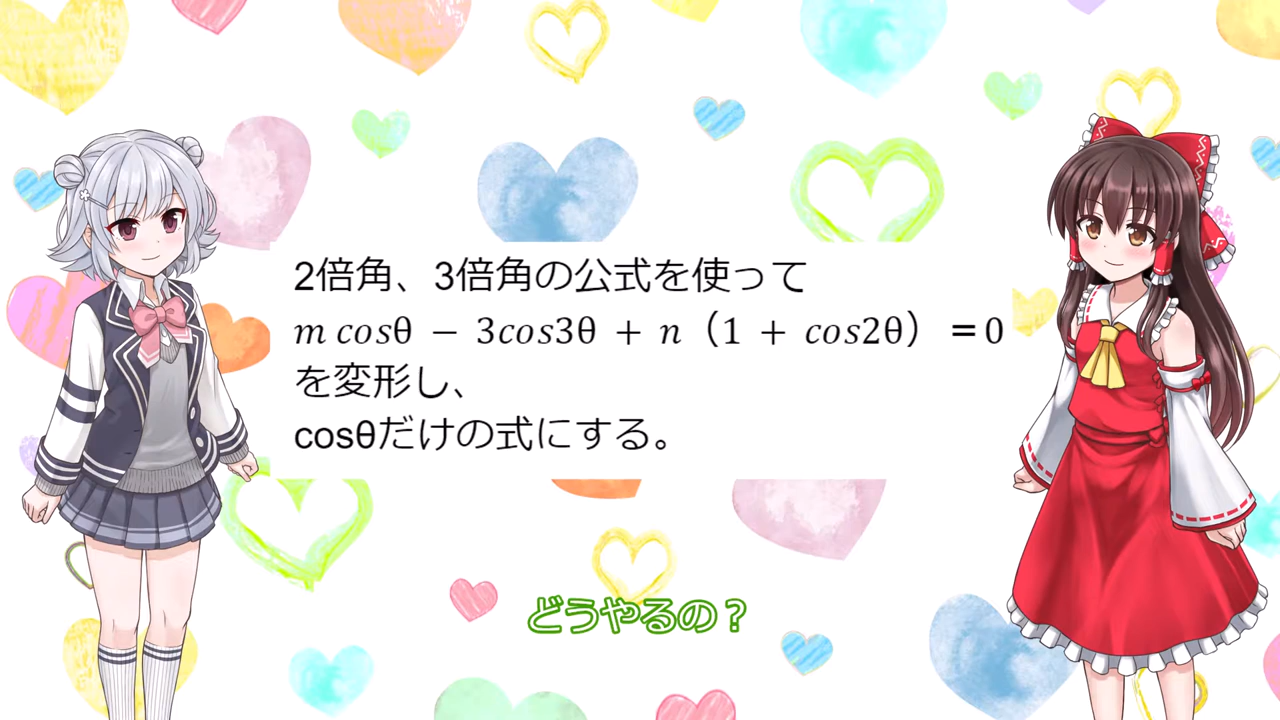 2倍角、3倍角の公式を使って
m cosθ − 3cos3θ + n（1 + cos2θ）＝0
を変形し、
cosθだけの式にする。
どうやるの？